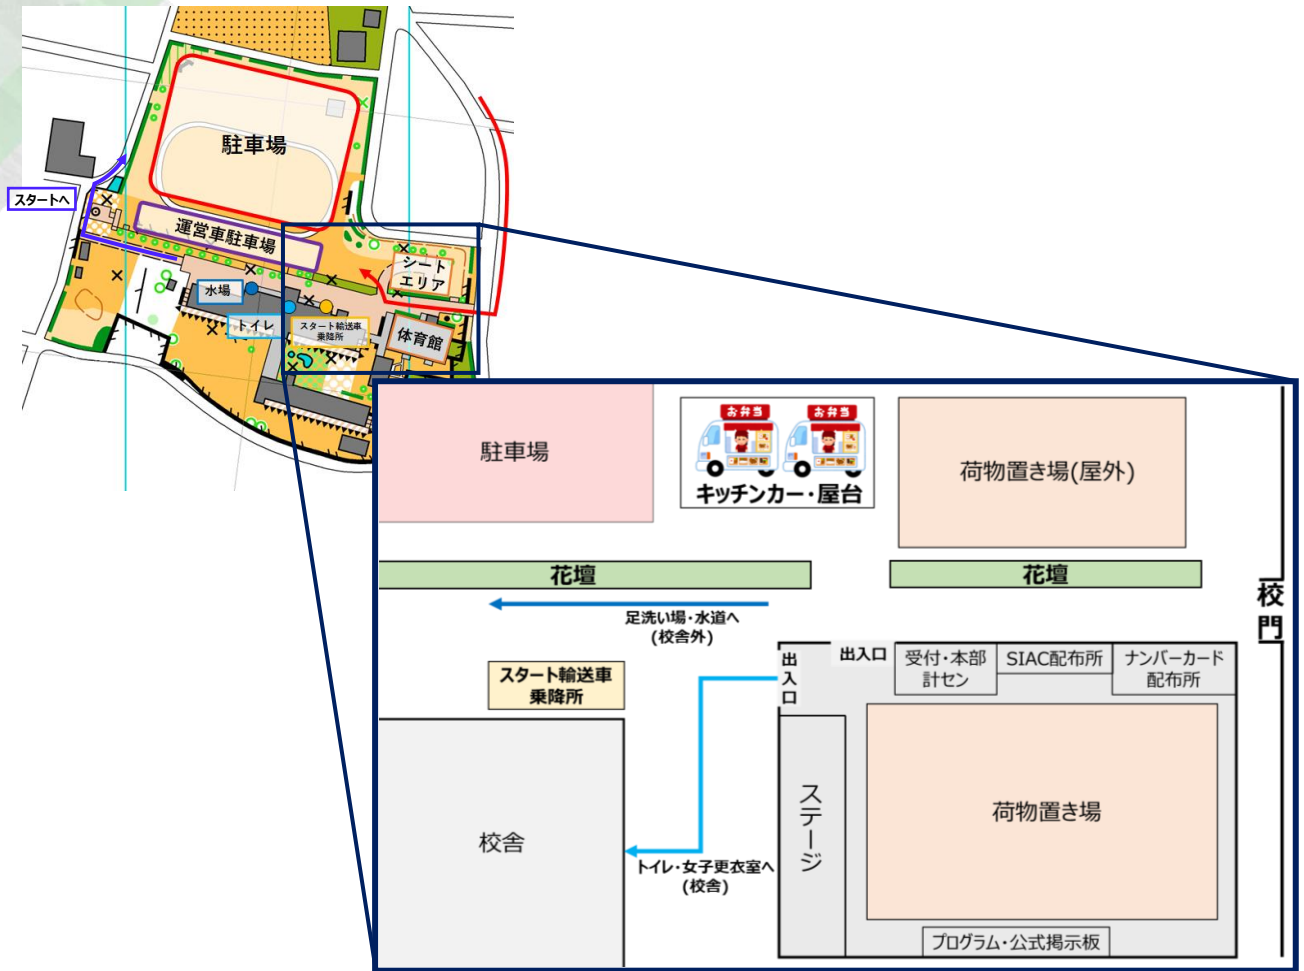 駐車場
スタートへ
運営車駐車場
シート
エリア
水場
トイレ
スタート輸送車
乗降所
体育館
駐車場
お弁当
お弁当
キッチンカー・屋台
荷物置き場(屋外)
花壇
花壇
校門
足洗い場・水道へ
(校舎外)
出入口
出入口
受付・本部
計セン
SIAC配布所
ナンバーカード
配布所
スタート輸送車
乗降所
校舎
ステージ
荷物置き場
トイレ・女子更衣室へ
(校舎)
プログラム・公式掲示板